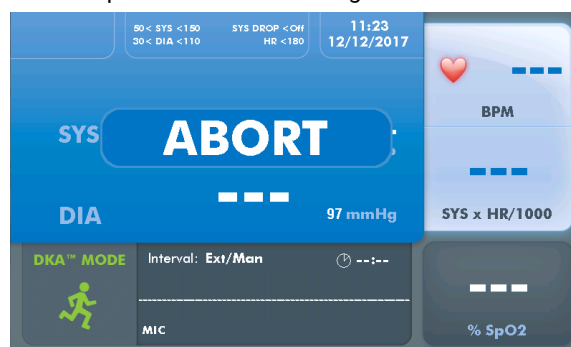 50< SYS <150 SYS DROP <Off
30< DIA <110 HR <180
11:23
12/12/2017
---
BPM
SYS
ABORT
---
SYS x HR/1000
---
DIA
97 mmHg
DKA™ MODE
Interval: Ext/Man
--:--
MIC
---
% SpO2